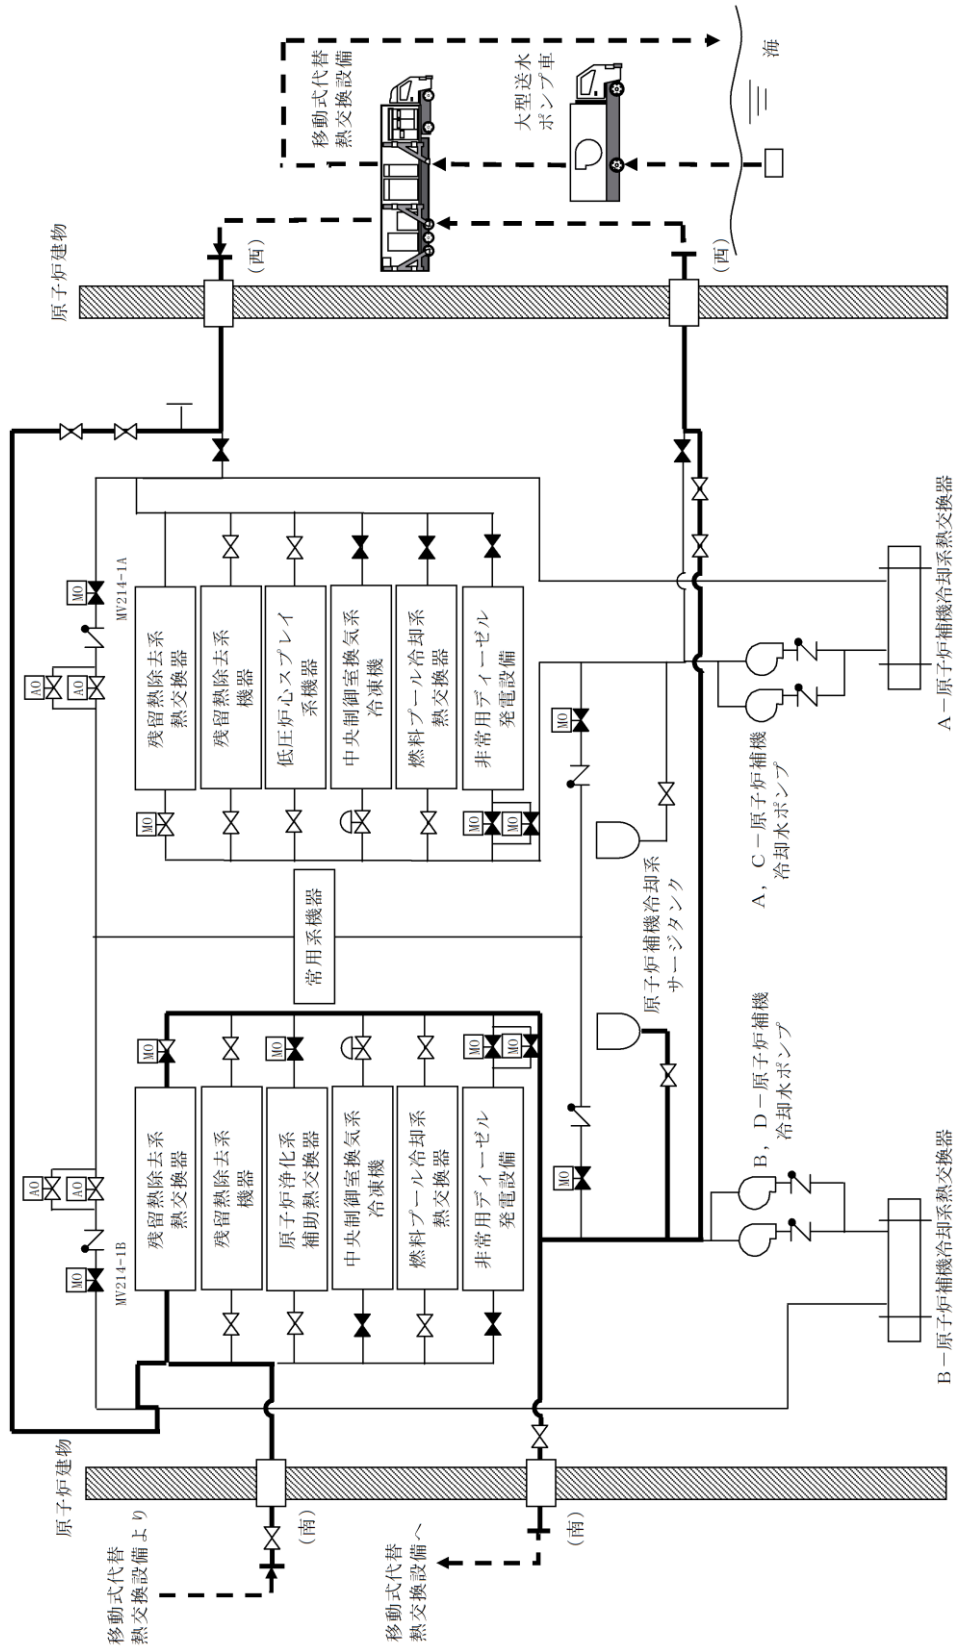 原子炉建物
(西)
移動式代替
熱交換設備
大型送水
ポンプ車
海
(西)
MO
MV214-1A
AO
AO
残留熱除去系
熱交換器
残留熱除去系
機器
低圧炉心スプレイ
系機器
中央制御室換気系
冷凍機
燃料プール冷却系
熱交換器
非常用ディーゼル
発電設備
MO
MO
MO
MO
A-原子炉補機冷却系熱交換器
A, C-原子炉補機
冷却水ポンプ
原子炉補機冷却系
サージタンク
常用系機器
AO
AO
MO
MV214-1B
MO
MO
MO
MO
MO
残留熱除去系
熱交換器
残留熱除去系
機器
原子炉浄化系
補助熱交換器
中央制御室換気系
冷凍機
燃料プール冷却系
熱交換器
非常用ディーゼル
発電設備
B, D-原子炉補機
冷却水ポンプ
B-原子炉補機冷却系熱交換器
原子炉建物
(南)
(南)
移動式代替
熱交換設備より
移動式代替
熱交換設備へ